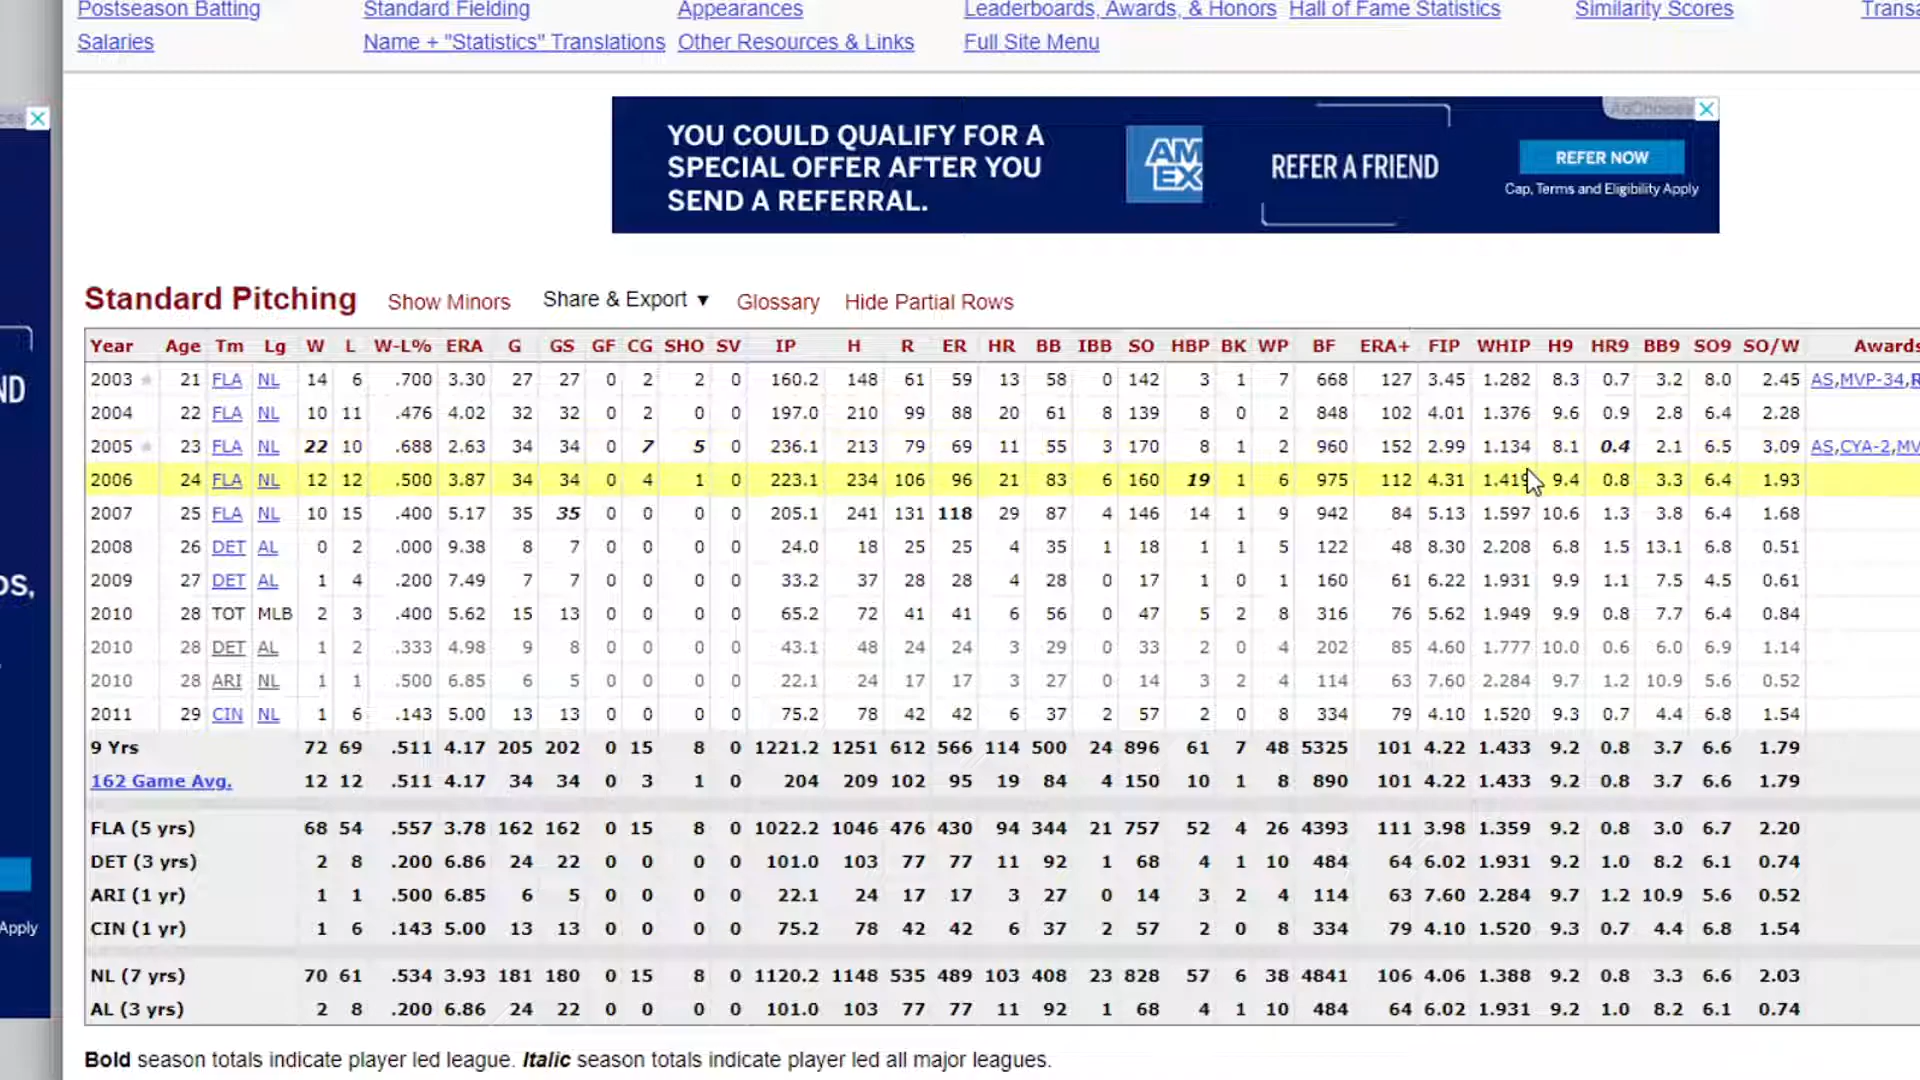 Postseason Batting Standard Fielding Appearances Leaderboards, Awards, & Honors Hall of Fame Statistics Similarity Scores Transa
Salaries Name + "Statistics" Translations Other Resources & Links Full Site Menu
AdChoices
YOU COULD QUALIFY FOR A
SPECIAL OFFER AFTER YOU
SEND A REFERRAL.
AM
EX
REFER A FRIEND
REFER NOW
Cap, Terms and Eligibility Apply
ND
DS,
Apply
Standard Pitching Show Minors Share & Export ▼ Glossary Hide Partial Rows
Year Age Tm Lg W L W-L% ERA G GS GF CG SHO SV IP H R ER HR BB IBB SO HBP BK WP BF ERA+ FIP WHIP H9 HR9 BB9 SO9 SO/W Awards
2003 21 FLA NL 14 6 .700 3.30 27 27 0 2 2 0 160.2 148 61 59 13 58 0 142 3 1 7 668 127 3.45 1.282 8.3 0.7 3.2 8.0 2.45 AS,MVP-34,R
2004 22 FLA NL 10 11 .476 4.02 32 32 0 2 0 0 197.0 210 99 88 20 61 8 139 8 0 2 848 102 4.01 1.376 9.6 0.9 2.8 6.4 2.28
2005 23 FLA NL 22 10 .688 2.63 34 34 0 7 5 0 236.1 213 79 69 11 55 3 170 8 1 2 960 152 2.99 1.134 8.1 0.4 2.1 6.5 3.09 AS,CYA-2,MV
2006 24 FLA NL 12 12 .500 3.87 34 34 0 4 1 0 223.1 234 106 96 21 83 6 160 19 1 6 975 112 4.31 1.419 9.4 0.8 3.3 6.4 1.93
2007 25 FLA NL 10 15 .400 5.17 35 35 0 0 0 0 205.1 241 131 118 29 87 4 146 14 1 9 942 84 5.13 1.597 10.6 1.3 3.8 6.4 1.68
2008 26 DET AL 0 2 .000 9.38 8 7 0 0 0 0 24.0 18 25 25 4 35 1 18 1 1 5 122 48 8.30 2.208 6.8 1.5 13.1 6.8 0.51
2009 27 DET AL 1 4 .200 7.49 7 7 0 0 0 0 33.2 37 28 28 4 28 0 17 1 0 1 160 61 6.22 1.931 9.9 1.1 7.5 4.5 0.61
2010 28 TOT MLB 2 3 .400 5.62 15 13 0 0 0 0 65.2 72 41 41 6 56 0 47 5 2 8 316 76 5.62 1.949 9.9 0.8 7.7 6.4 0.84
2010 28 DET AL 1 2 .333 4.98 9 8 0 0 0 0 43.1 48 24 24 3 29 0 33 2 0 4 202 85 4.60 1.777 10.0 0.6 6.0 6.9 1.14
2010 28 ARI NL 1 1 .500 6.85 6 5 0 0 0 0 22.1 24 17 17 3 27 0 14 3 2 4 114 63 7.60 2.284 9.7 1.2 10.9 5.6 0.52
2011 29 CIN NL 1 6 .143 5.00 13 13 0 0 0 0 75.2 78 42 42 6 37 2 57 2 0 8 334 79 4.10 1.520 9.3 0.7 4.4 6.8 1.54
9 Yrs 72 69 .511 4.17 205 202 0 15 8 0 1221.2 1251 612 566 114 500 24 896 61 7 48 5325 101 4.22 1.433 9.2 0.8 3.7 6.6 1.79
162 Game Avg. 12 12 .511 4.17 34 34 0 3 1 0 204 209 102 95 19 84 4 150 10 1 8 890 101 4.22 1.433 9.2 0.8 3.7 6.6 1.79
FLA (5 yrs) 68 54 .557 3.78 162 162 0 15 8 0 1022.2 1046 476 430 94 344 21 757 52 4 26 4393 111 3.98 1.359 9.2 0.8 3.0 6.7 2.20
DET (3 yrs) 2 8 .200 6.86 24 22 0 0 0 0 101.0 103 77 77 11 92 1 68 4 1 10 484 64 6.02 1.931 9.2 1.0 8.2 6.1 0.74
ARI (1 yr) 1 1 .500 6.85 6 5 0 0 0 0 22.1 24 17 17 3 27 0 14 3 2 4 114 63 7.60 2.284 9.7 1.2 10.9 5.6 0.52
CIN (1 yr) 1 6 .143 5.00 13 13 0 0 0 0 75.2 78 42 42 6 37 2 57 2 0 8 334 79 4.10 1.520 9.3 0.7 4.4 6.8 1.54
NL (7 yrs) 70 61 .534 3.93 181 180 0 15 8 0 1120.2 1148 535 489 103 408 23 828 57 6 38 4841 106 4.06 1.388 9.2 0.8 3.3 6.6 2.03
AL (3 yrs) 2 8 .200 6.86 24 22 0 0 0 0 101.0 103 77 77 11 92 1 68 4 1 10 484 64 6.02 1.931 9.2 1.0 8.2 6.1 0.74
Bold season totals indicate player led league. Italic season totals indicate player led all major leagues.